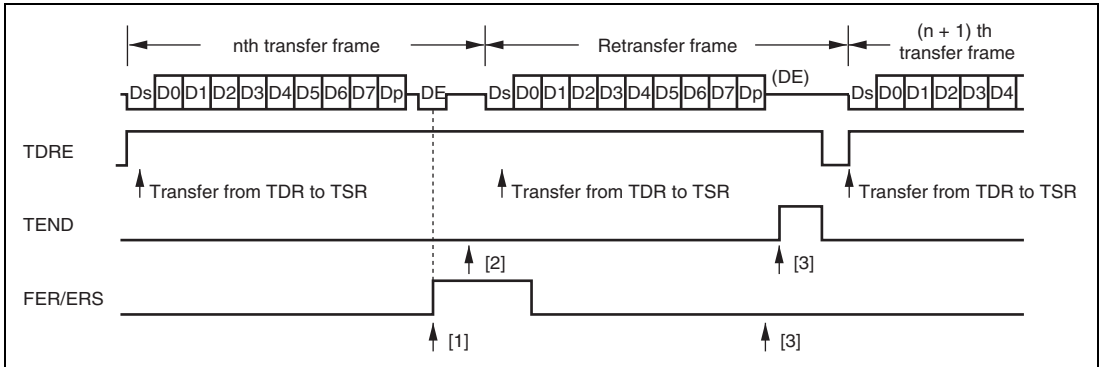 nth transfer frame
Retransfer frame
(n + 1) th
transfer frame
Ds D0 D1 D2 D3 D4 D5 D6 D7 Dp DE Ds D0 D1 D2 D3 D4 D5 D6 D7 Dp (DE) Ds D0 D1 D2 D3 D4
TDRE
Transfer from TDR to TSR Transfer from TDR to TSR Transfer from TDR to TSR
TEND
[2] [3]
FER/ERS
[1] [3]